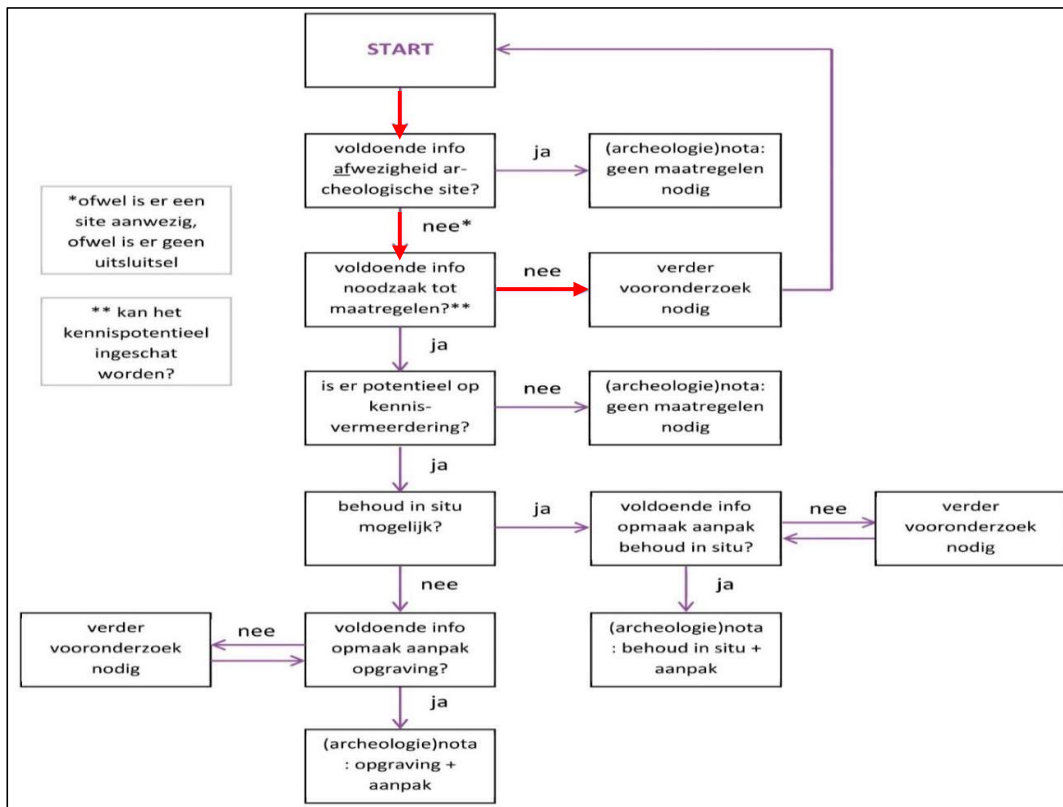 START
voldoende info
afwezigheid ar-
cheologische site?
ja
(archeologie)nota:
geen maatregelen
nodig
*ofwel is er een
site aanwezig,
ofwel is er geen
uitsluitsel
nee*
voldoende info
noodzaak tot
maatregelen?**
nee
verder
vooronderzoek
nodig
** kan het
kennispotentieel
ingeschat
worden?
ja
is er potentieel op
kennis-
vermeerdering?
nee
(archeologie)nota:
geen maatregelen
nodig
ja
behoud in situ
mogelijk?
ja
voldoende info
opmaak aanpak
behoud in situ?
nee
verder
vooronderzoek
nodig
nee
ja
verder
vooronderzoek
nodig
nee
voldoende info
opmaak aanpak
opgraving?
(archeologie)nota
: behoud in situ +
aanpak
ja
(archeologie)nota
: opgraving +
aanpak